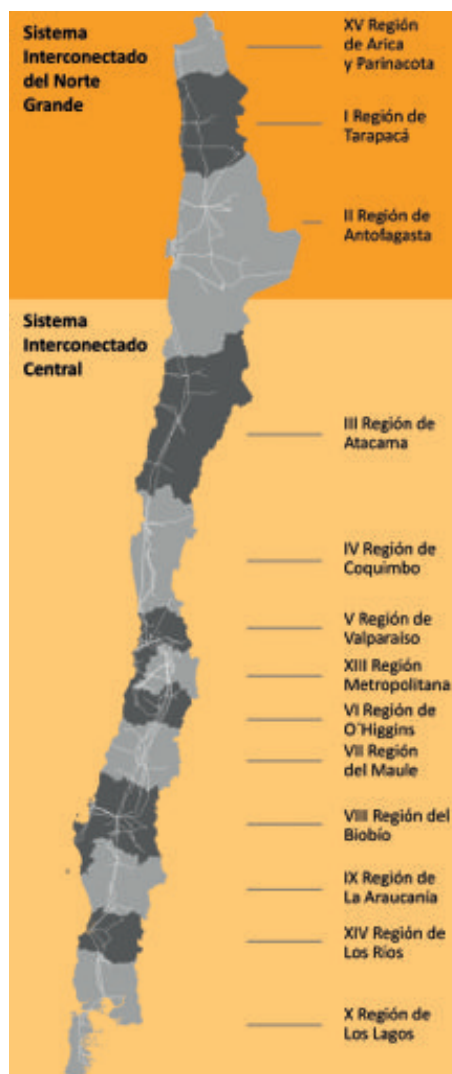 Sistema
Interconectado
del Norte
Grande
XV Región
de Arica
y Parinacota
I Región de
Tarapacá
II Región de
Antofagasta
Sistema
Interconectado
Central
III Región de
Atacama
IV Región de
Coquimbo
V Región de
Valparaíso
XIII Región
Metropolitana
VI Región de
O´Higgins
VII Región
del Maule
VIII Región del
Biobío
IX Región de
La Araucanía
XIV Región de
Los Ríos
X Región de
Los Lagos